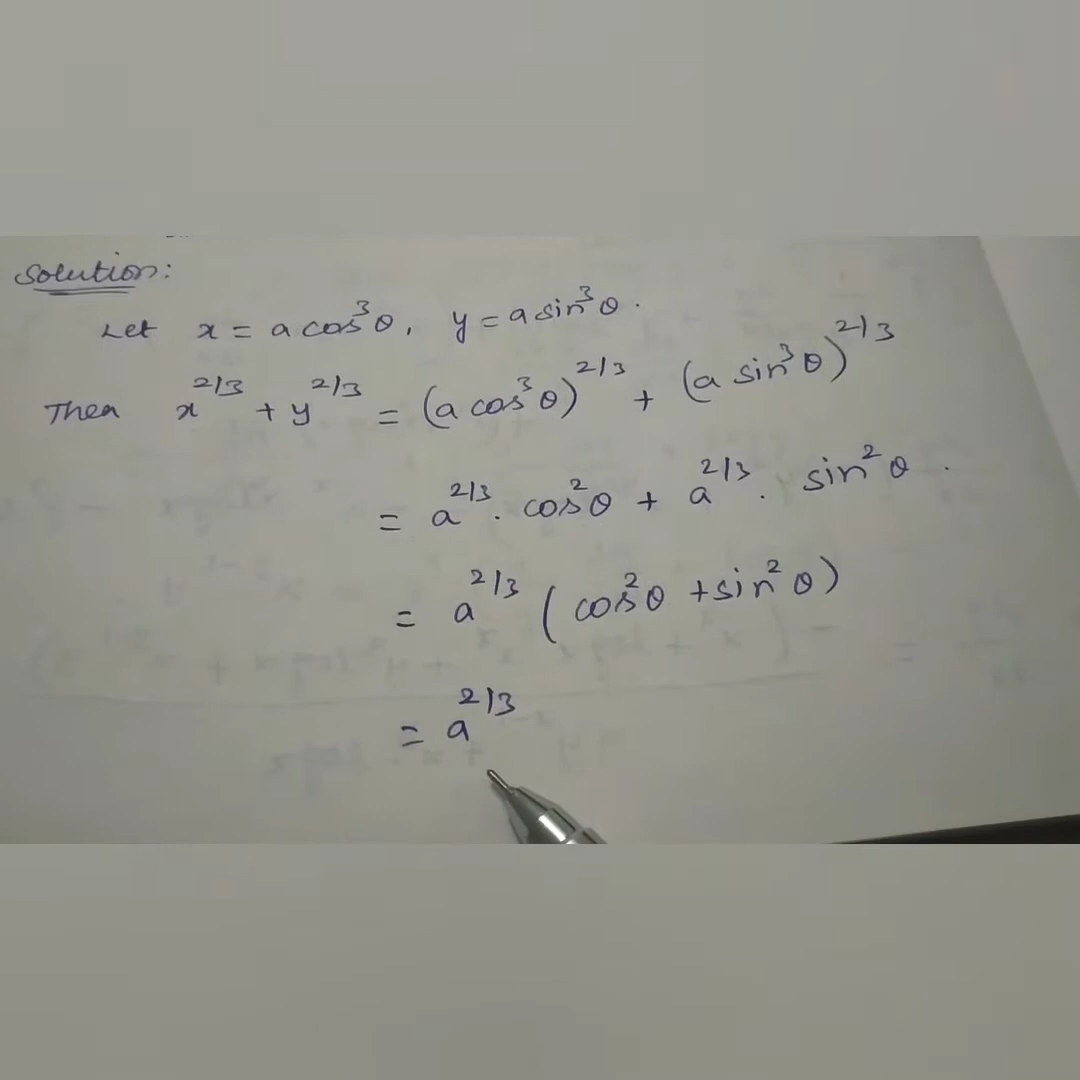 Solution:
Let x = a cos³θ, y = a sin³θ.
Then x^2/3 + y^2/3 = (a cos³θ)^2/3 + (a sin³θ)^2/3
= a^2/3 . cos²θ + a^2/3 . sin²θ.
= a^2/3 (cos²θ + sin²θ)
= a^2/3